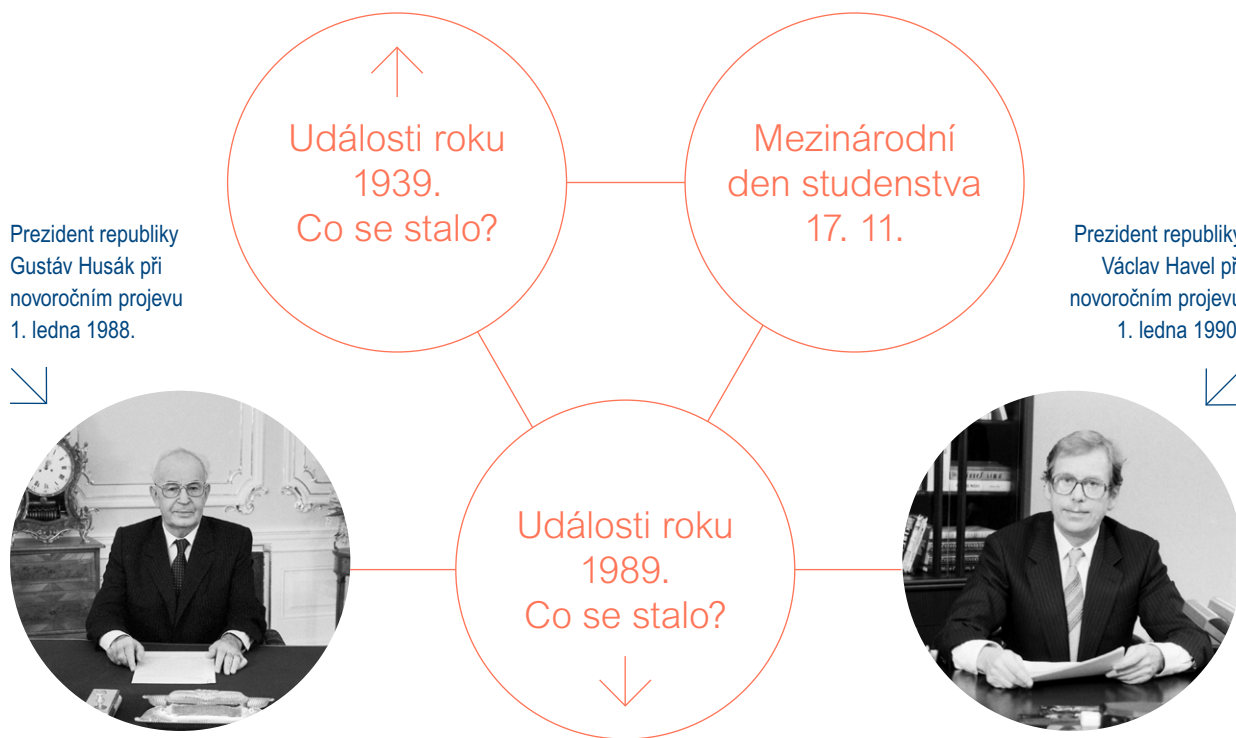 Události roku
1939.
Co se stalo?
Mezinárodní
den studenstva
17. 11.
Prezident republiky
Gustáv Husák při
novoročním projevu
1. ledna 1988.
Prezident republiky
Václav Havel př
novoročním projevu
1. ledna 1990
Události roku
1989.
Co se stalo?